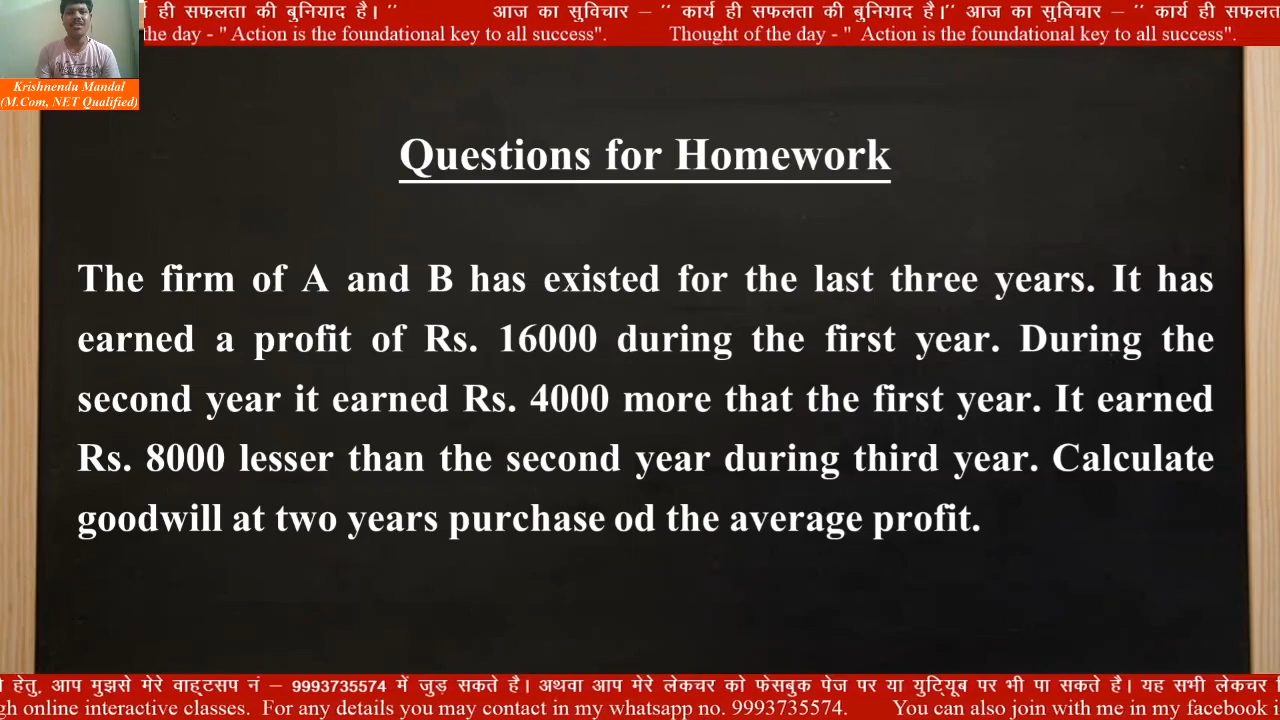 ही सफलता की बुनियाद है। '' आज का सुविचार – '' कार्य ही सफलता की बुनियाद है।'' आज का सुविचार – '' कार्य ही सफलत
the day - " Action is the foundational key to all success". Thought of the day - " Action is the foundational key to all success".
Krishnendu Mandal
(M.Com, NET Qualified)
Questions for Homework
The firm of A and B has existed for the last three years. It has
earned a profit of Rs. 16000 during the first year. During the
second year it earned Rs. 4000 more that the first year. It earned
Rs. 8000 lesser than the second year during third year. Calculate
goodwill at two years purchase od the average profit.
हेतु, आप मुझसे मेरे वाह्टसप नं – 9993735574 में जुड़ सकते है। अथवा आप मेरे लेकचर को फेसबुक पेज पर या युटि्यूब पर भी पा सकते है। यह सभी लेकचर
gh online interactive classes. For any details you may contact in my whatsapp no. 9993735574. You can also join with me in my facebook